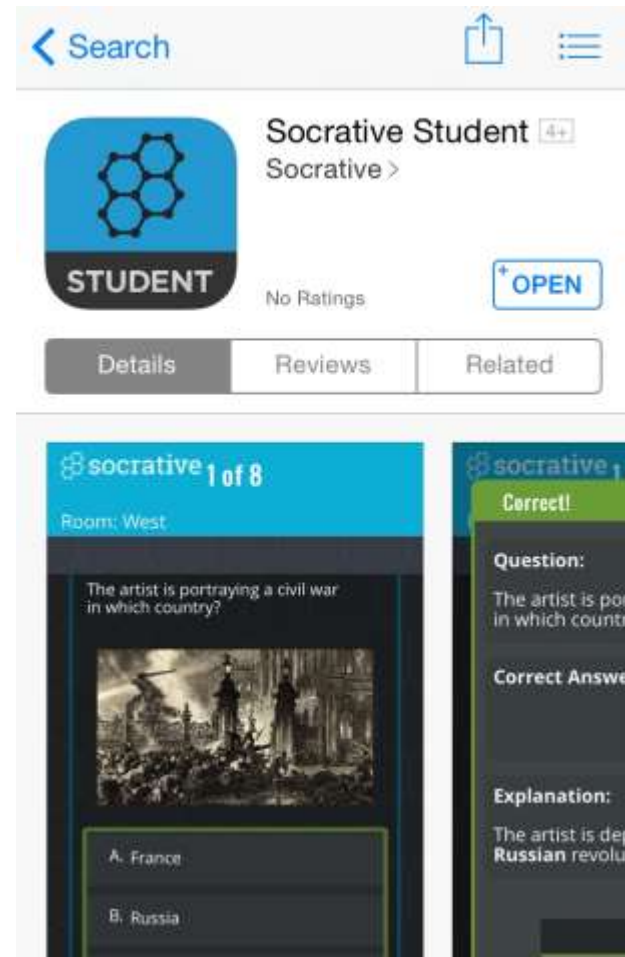 Search
Socrative Student 4+
Socrative >
STUDENT
No Ratings
+ OPEN
Details Reviews Related
socrative 1 of 8
Room: West
The artist is portraying a civil war
in which country?
A. France
B. Russia
socrative 1
Correct!
Question:
The artist is por
in which countr
Correct Answe
Explanation:
The artist is dep
Russian revolu